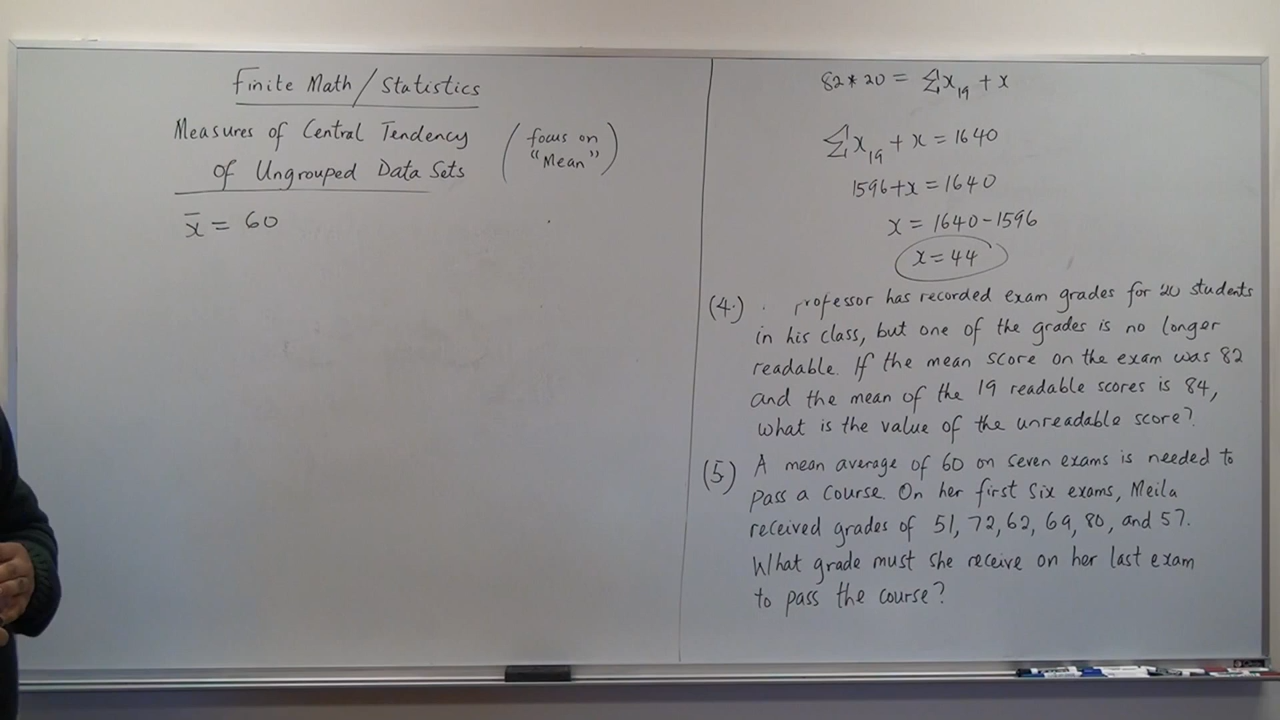 Finite Math/Statistics
Measures of Central Tendency
of Ungrouped Data Sets
(focus on
"Mean")
x̄ = 60
82*20 = ∑x₁₉ + x
∑x₁₉ + x = 1640
1596+x = 1640
x = 1640-1596
x = 44
(4.) Professor has recorded exam grades for 20 students
in his class, but one of the grades is no longer
readable. If the mean score on the exam was 82
and the mean of the 19 readable scores is 84,
what is the value of the unreadable score?
(5) A mean average of 60 on seven exams is needed to
pass a course. On her first six exams, Meila
received grades of 51, 72, 62, 69, 80, and 57.
What grade must she receive on her last exam
to pass the course?